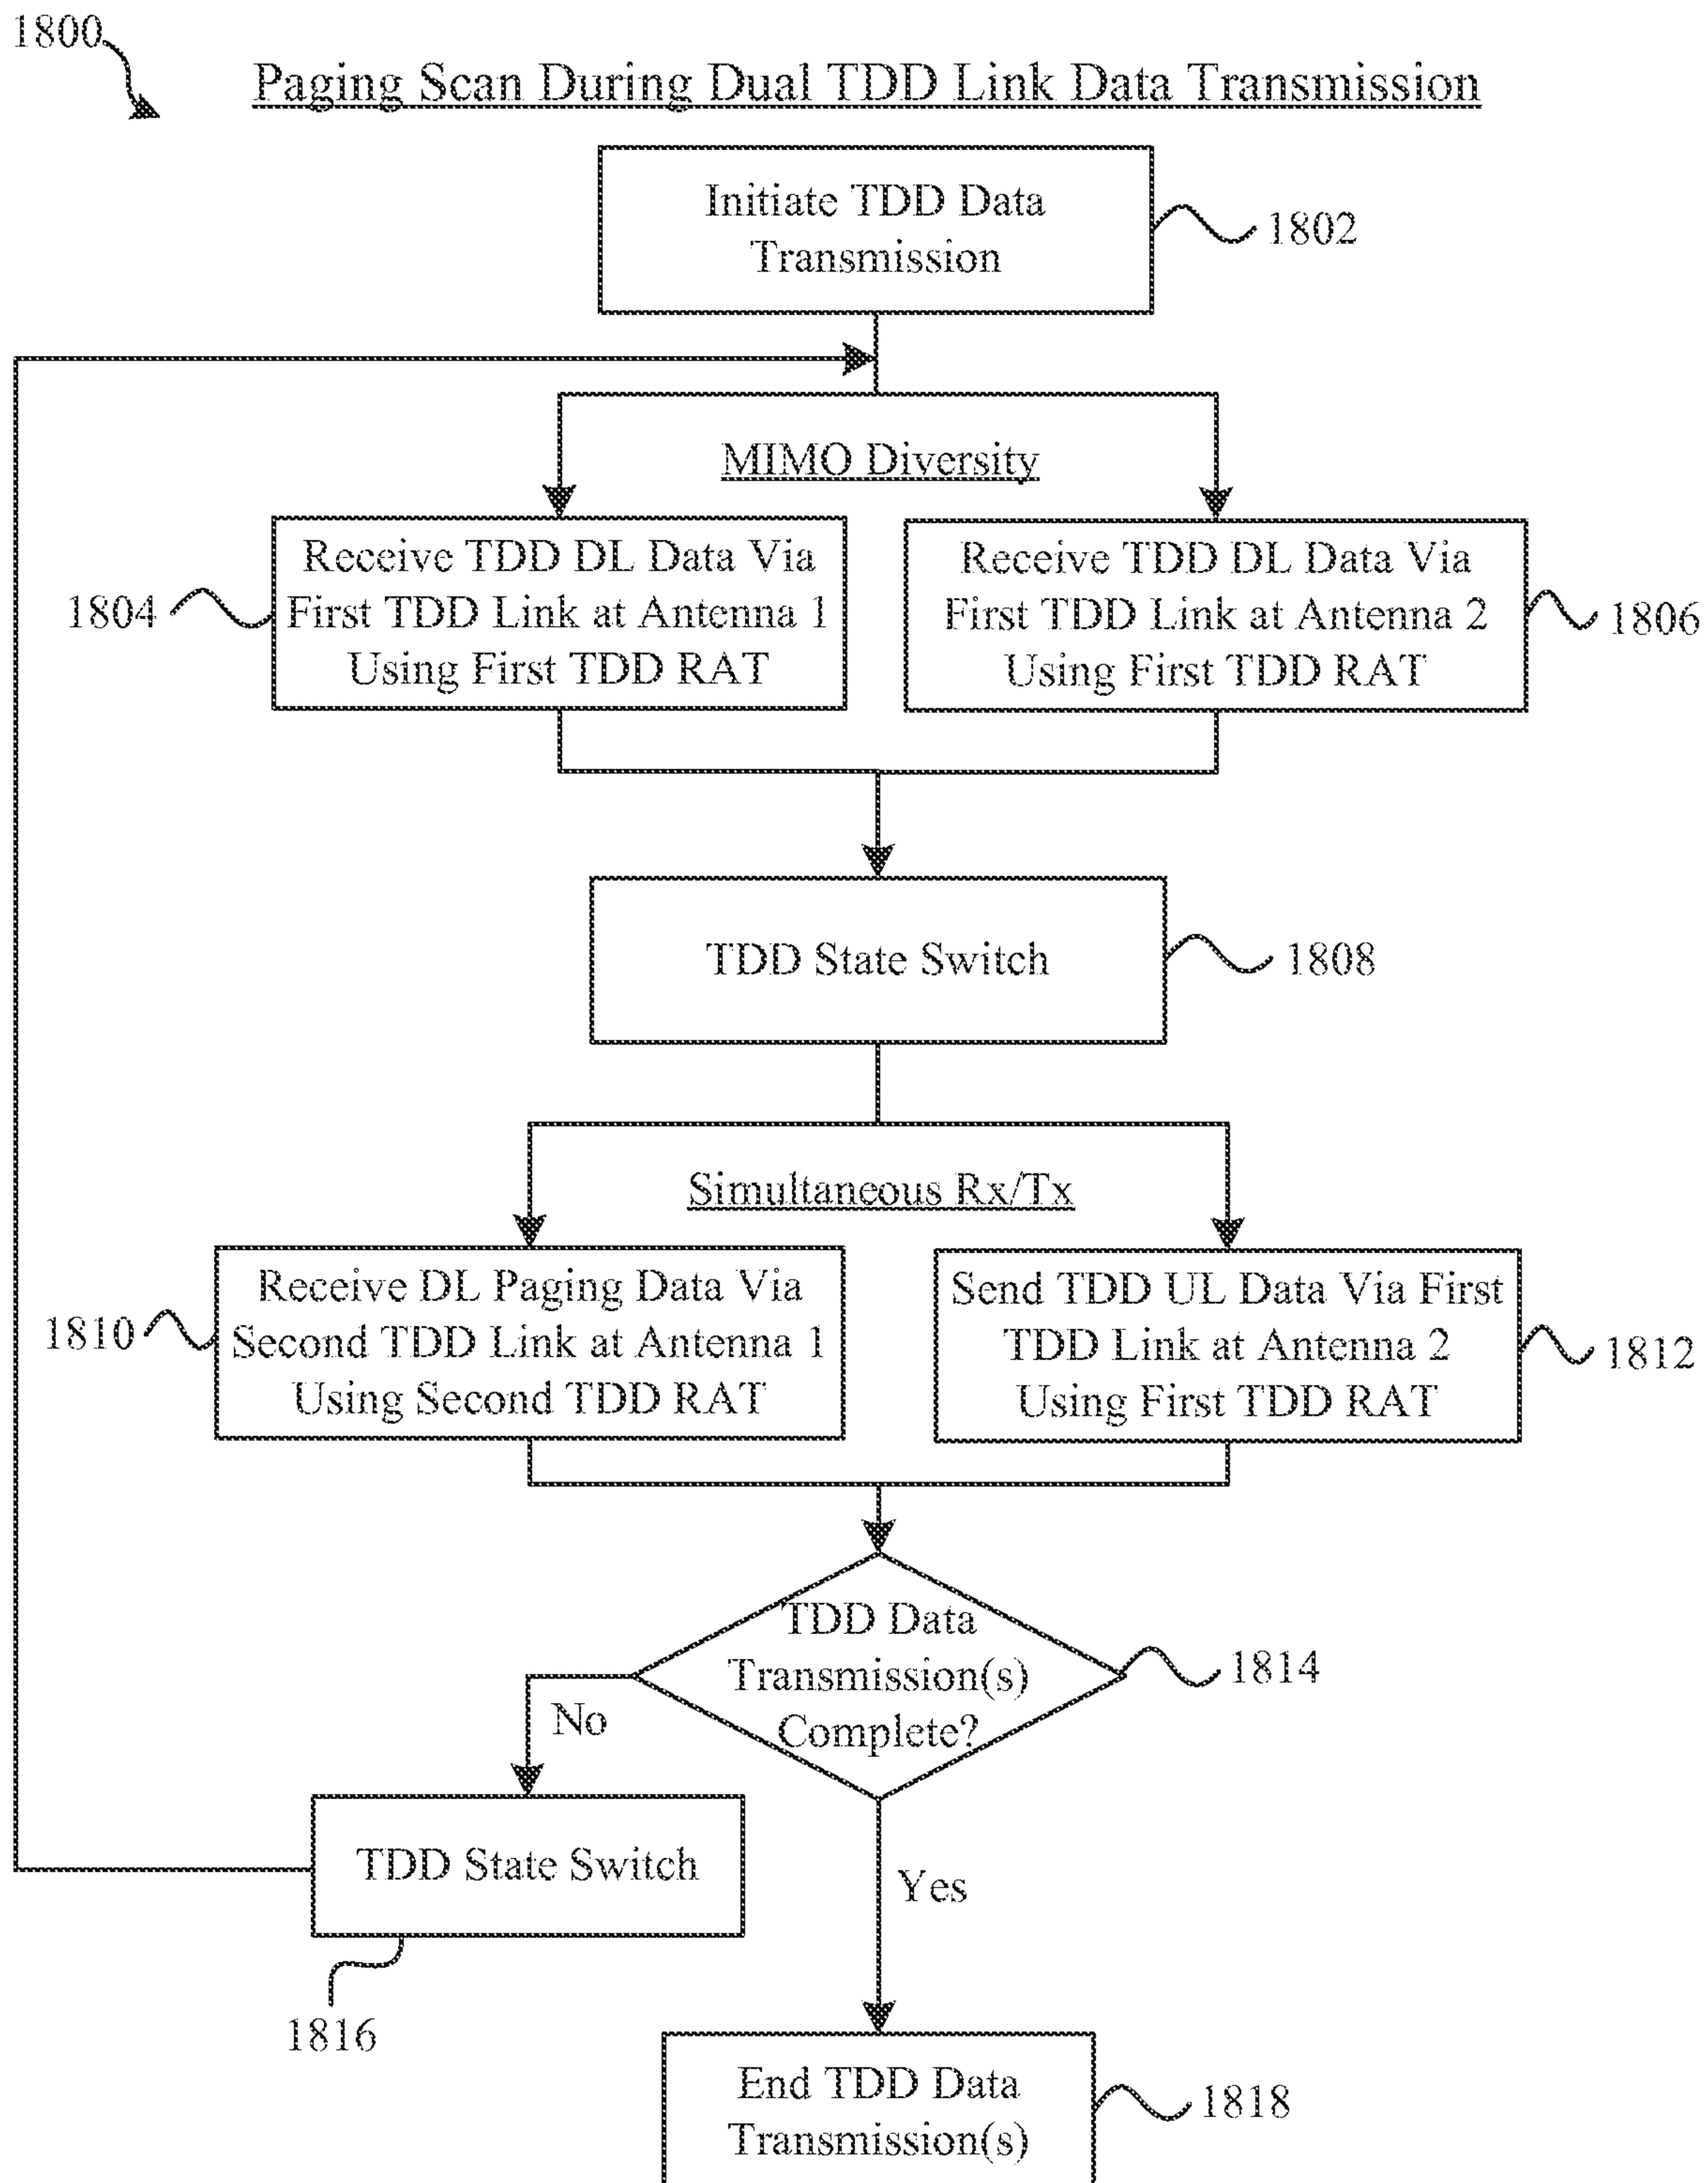 1800
Paging Scan During Dual TDD Link Data Transmission
Initiate TDD Data
Transmission
1802
MIMO Diversity
Receive TDD DL Data Via
First TDD Link at Antenna 1
Using First TDD RAT
1804
Receive TDD DL Data Via
First TDD Link at Antenna 2
Using First TDD RAT
1806
TDD State Switch
1808
Simultaneous Rx/Tx
Receive DL Paging Data Via
Second TDD Link at Antenna 1
Using Second TDD RAT
1810
Send TDD UL Data Via First
TDD Link at Antenna 2
Using First TDD RAT
1812
TDD Data
Transmission(s)
Complete?
1814
No
TDD State Switch
1816
Yes
End TDD Data
Transmission(s)
1818